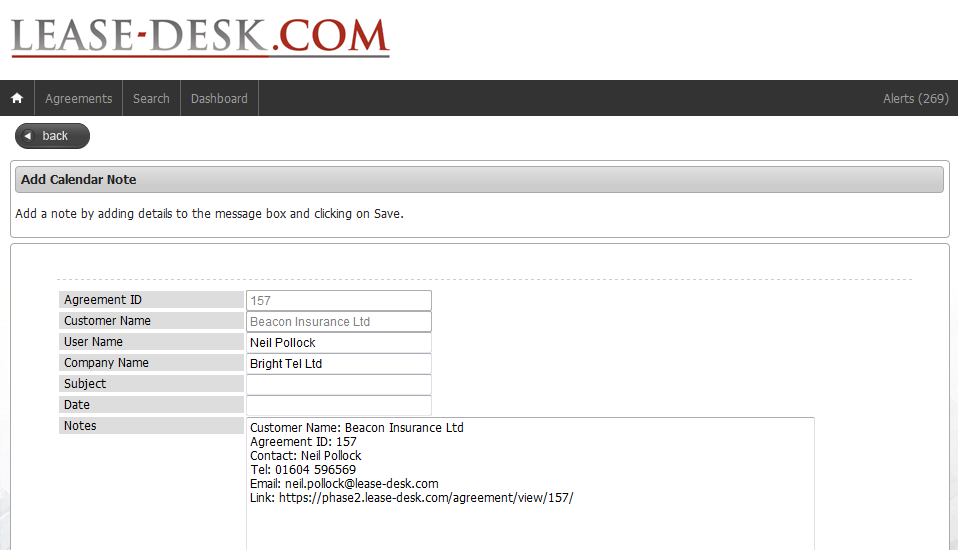 LEASE-DESK.COM
Agreements Search Dashboard Alerts (269)
back
Add Calendar Note
Add a note by adding details to the message box and clicking on Save.
Agreement ID 157
Customer Name Beacon Insurance Ltd
User Name Neil Pollock
Company Name Bright Tel Ltd
Subject
Date
Notes Customer Name: Beacon Insurance Ltd
Agreement ID: 157
Contact: Neil Pollock
Tel: 01604 596569
Email: neil.pollock@lease-desk.com
Link: https://phase2.lease-desk.com/agreement/view/157/